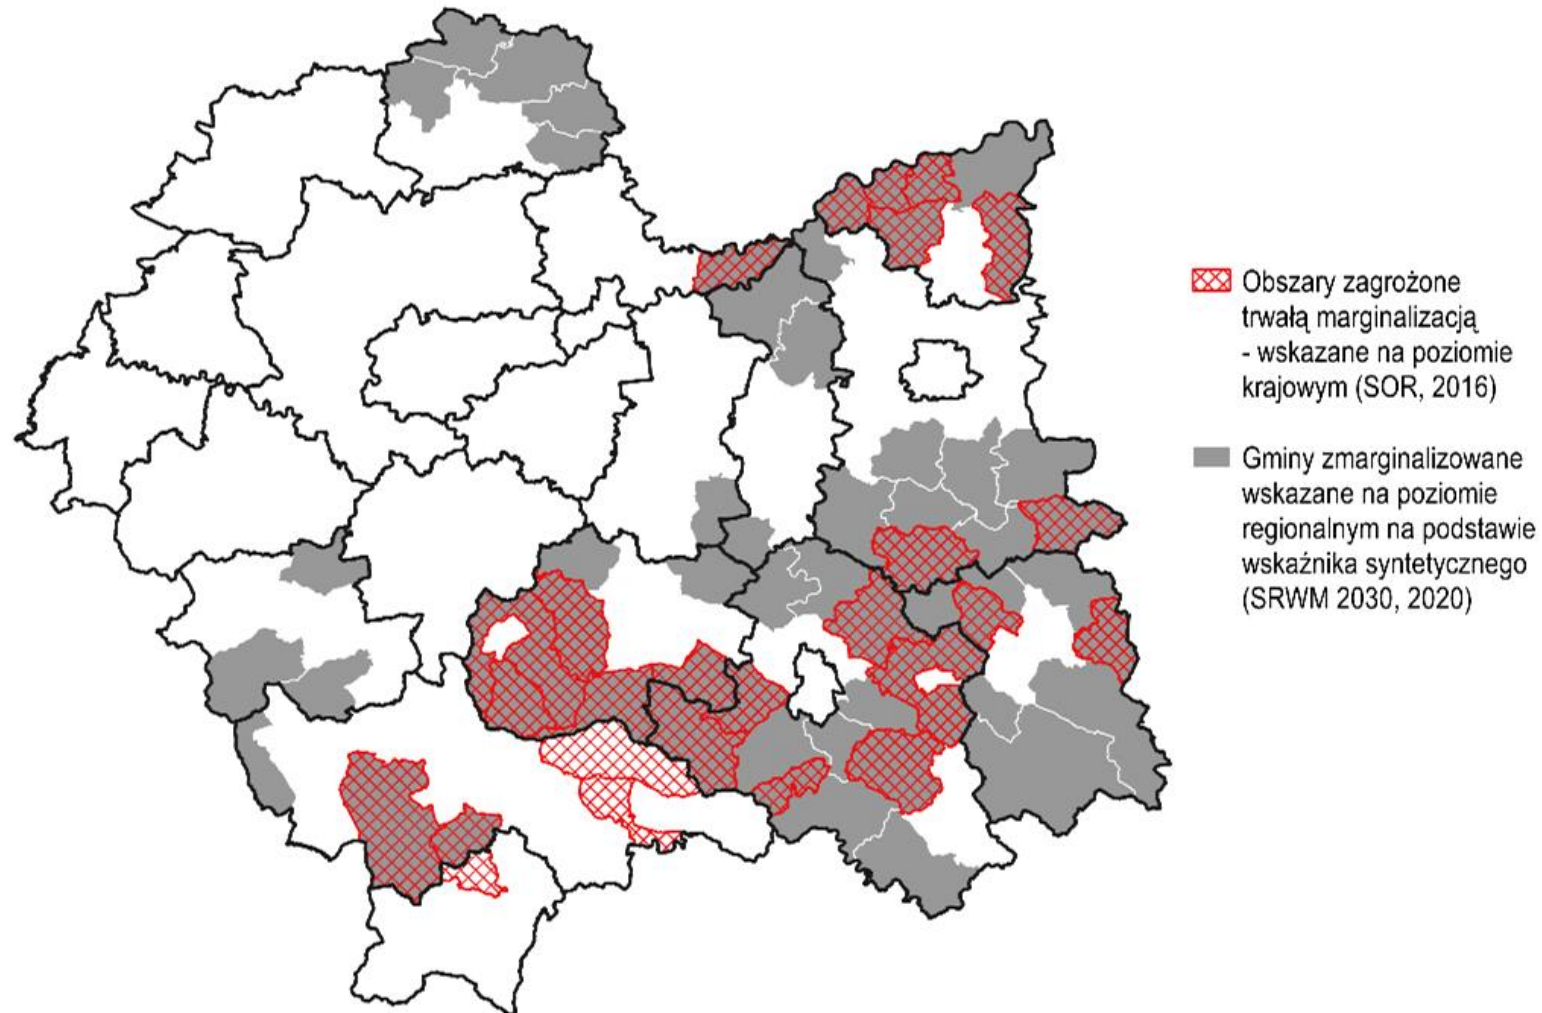 Obszary zagrożone
trwałą marginalizacją
- wskazane na poziomie
krajowym (SOR, 2016)
Gminy zmarginalizowane
wskazane na poziomie
regionalnym na podstawie
wskaźnika syntetycznego
(SRWM 2030, 2020)